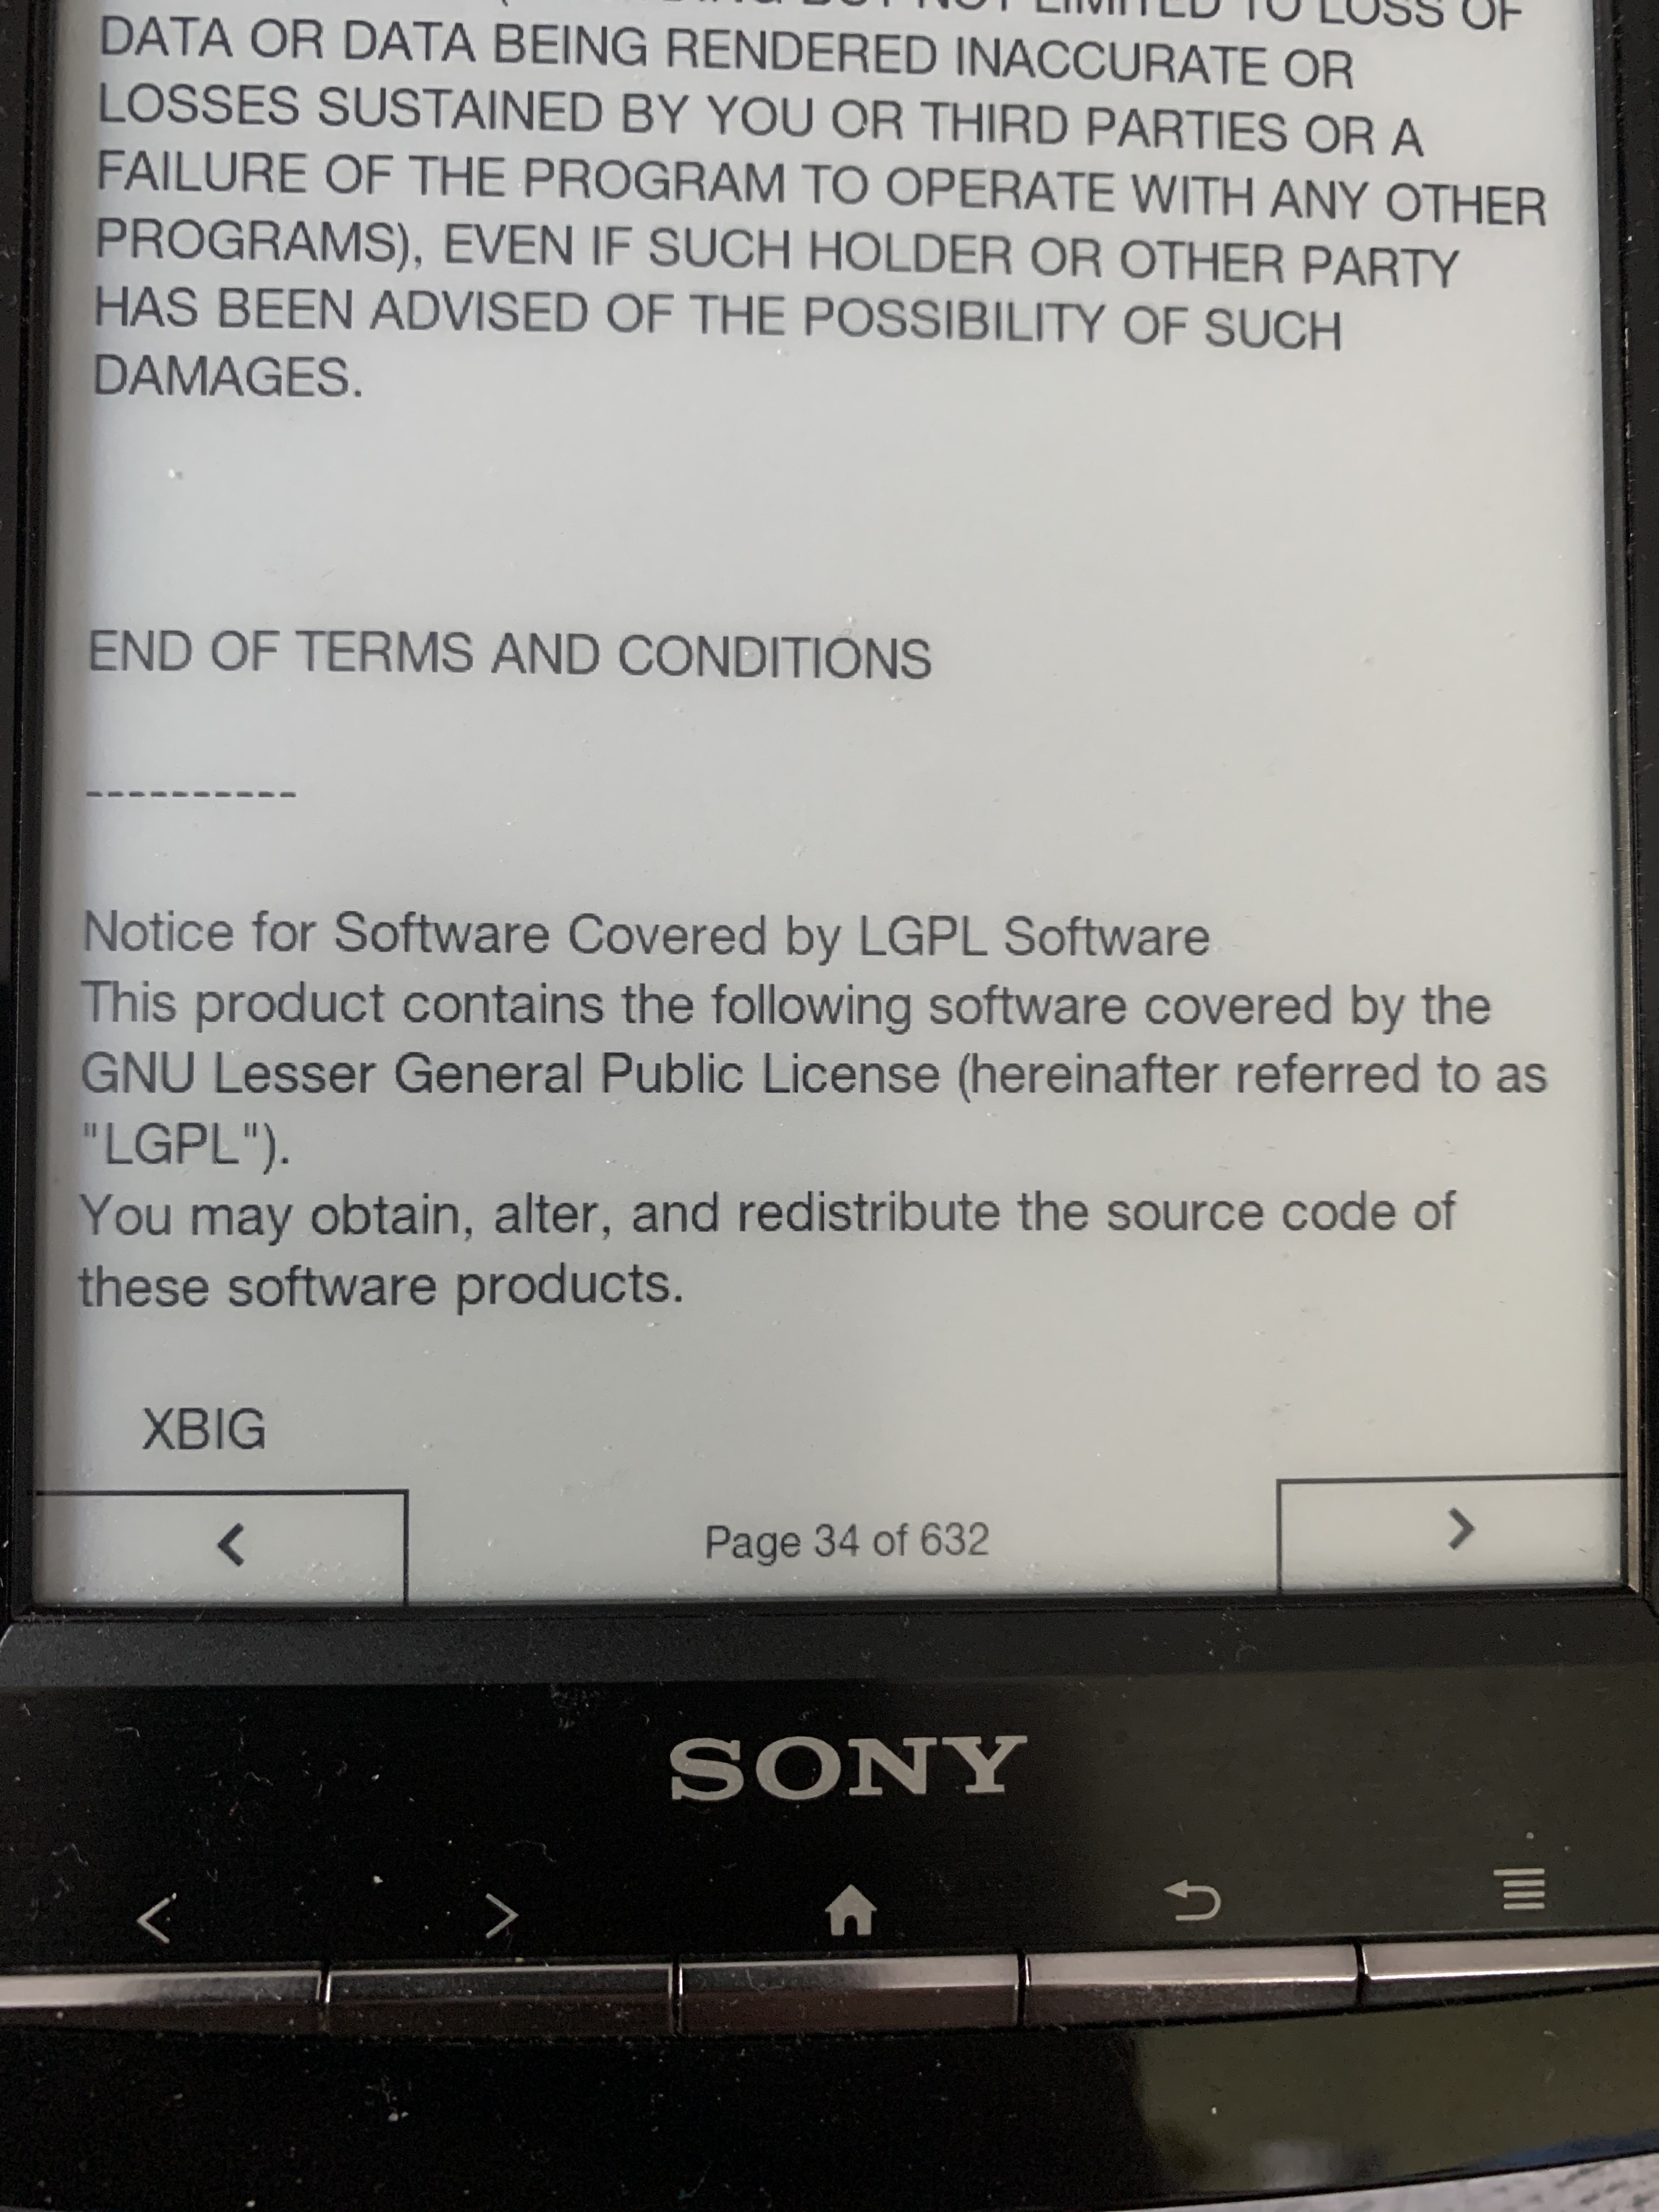 BUT NOT LIMITED TO LOSS OF
DATA OR DATA BEING RENDERED INACCURATE OR
LOSSES SUSTAINED BY YOU OR THIRD PARTIES OR A
FAILURE OF THE PROGRAM TO OPERATE WITH ANY OTHER
PROGRAMS), EVEN IF SUCH HOLDER OR OTHER PARTY
HAS BEEN ADVISED OF THE POSSIBILITY OF SUCH
DAMAGES.
END OF TERMS AND CONDITIONS
----------
Notice for Software Covered by LGPL Software
This product contains the following software covered by the
GNU Lesser General Public License (hereinafter referred to as
"LGPL").
You may obtain, alter, and redistribute the source code of
these software products.
XBIG
< Page 34 of 632 >
SONY